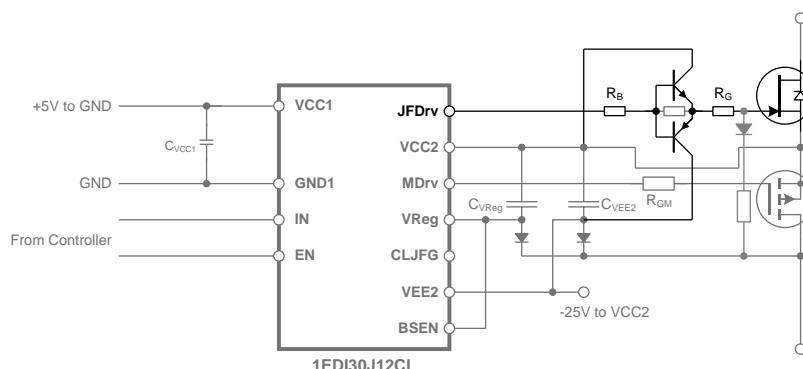 +5V to GND
VCC1
CVCC1
GND
GND1
IN
From Controller
EN
JFDrv
VCC2
MDrv
VReg
CLJFG
VEE2
BSEN
1EDI30J12CL
RB
RG
CVReg
CVEE2
RGM
-25V to VCC2